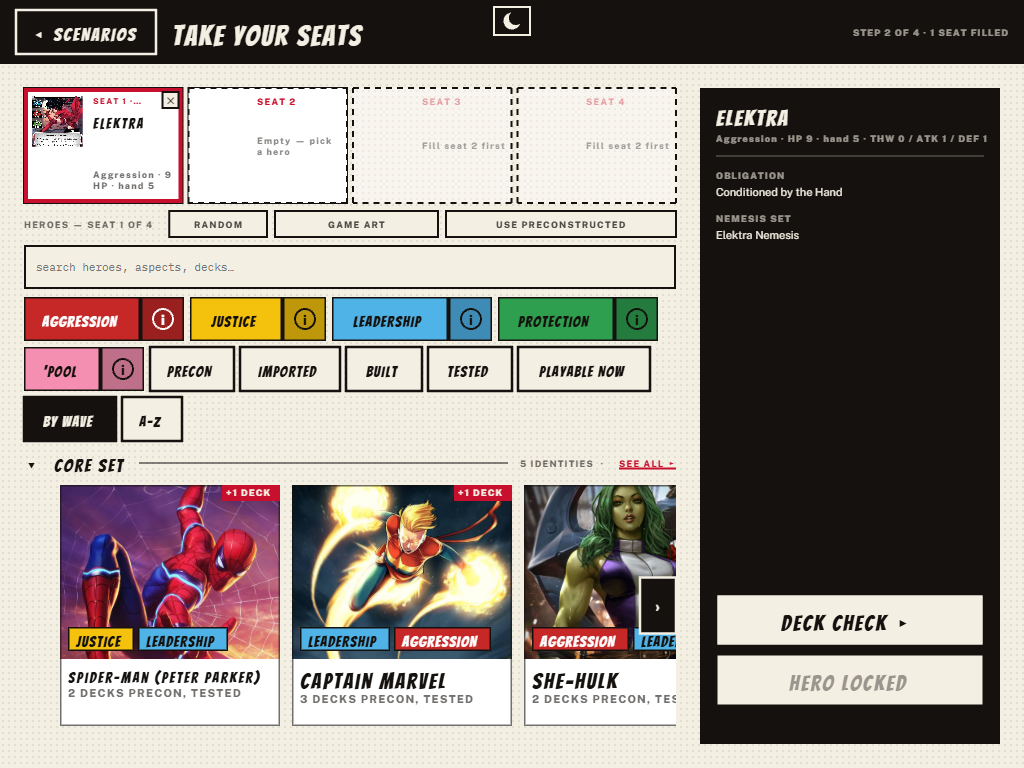 ◂ SCENARIOS
TAKE YOUR SEATS
STEP 2 OF 4 · 1 SEAT FILLED
SEAT 1 ·…
ELEKTRA
Aggression · 9
HP · hand 5
SEAT 2
Empty — pick
a hero
SEAT 3
Fill seat 2 first
SEAT 4
Fill seat 2 first
HEROES — SEAT 1 OF 4
RANDOM
GAME ART
USE PRECONSTRUCTED
search heroes, aspects, decks…
AGGRESSION
JUSTICE
LEADERSHIP
PROTECTION
'POOL
PRECON
IMPORTED
BUILT
TESTED
PLAYABLE NOW
BY WAVE
A-Z
▾ CORE SET
5 IDENTITIES ·
SEE ALL ▸
+1 DECK
JUSTICE
LEADERSHIP
SPIDER-MAN (PETER PARKER)
2 DECKS PRECON, TESTED
+1 DECK
LEADERSHIP
AGGRESSION
CAPTAIN MARVEL
3 DECKS PRECON, TESTED
AGGRESSION
LEADE
SHE-HULK
2 DECKS PRECON, TES
›
ELEKTRA
Aggression · HP 9 · hand 5 · THW 0 / ATK 1 / DEF 1
OBLIGATION
Conditioned by the Hand
NEMESIS SET
Elektra Nemesis
DECK CHECK ▸
HERO LOCKED